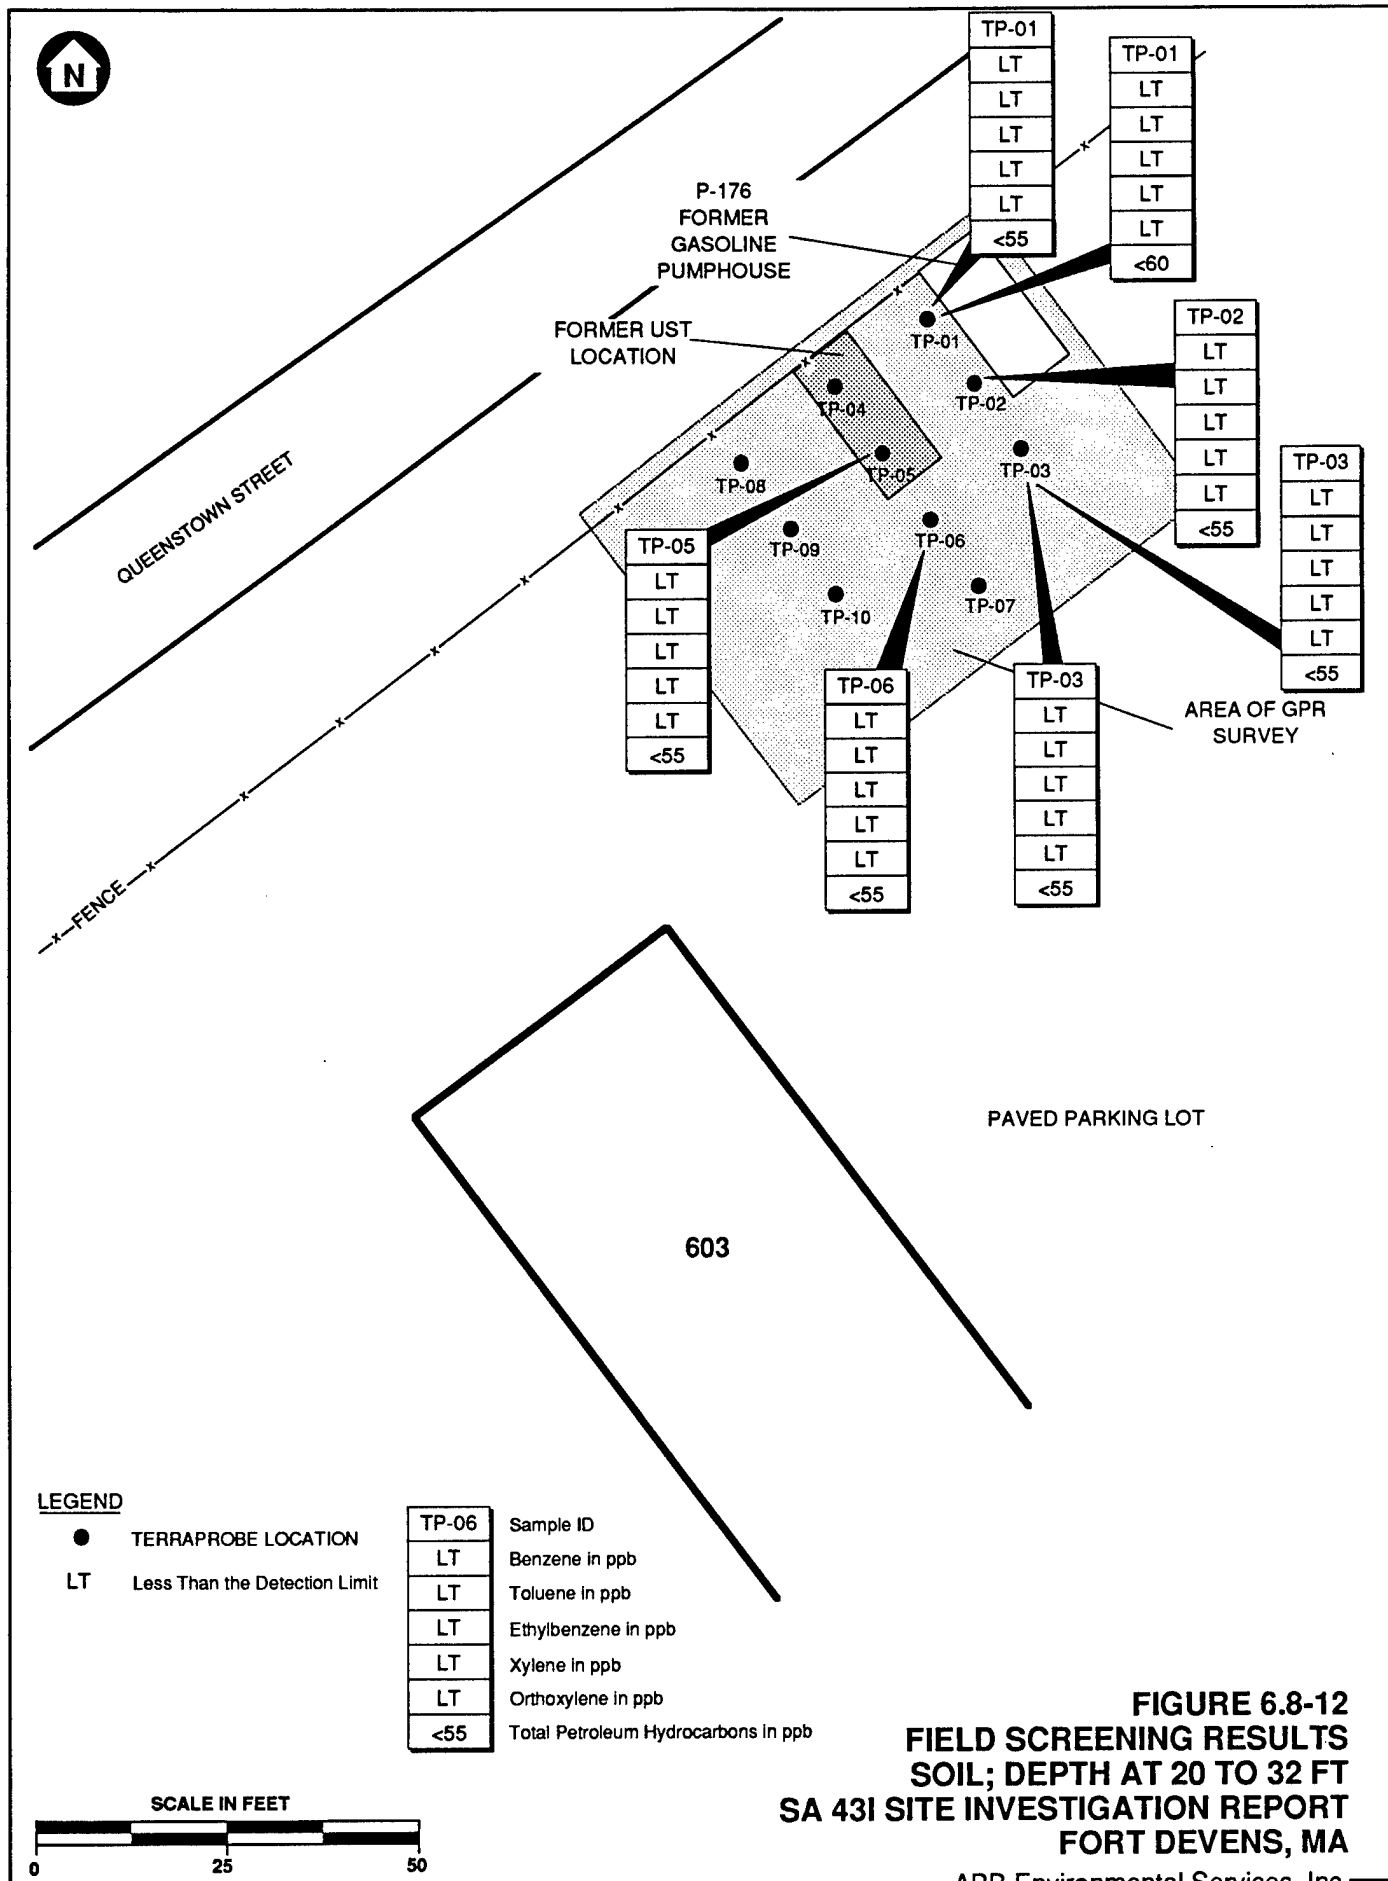 N
TP-01
LT
LT
LT
LT
LT
<55
TP-01
LT
LT
LT
LT
LT
<60
P-176
FORMER
GASOLINE
PUMPHOUSE
FORMER UST
LOCATION
TP-01
TP-02
TP-03
TP-04
TP-05
TP-06
TP-07
TP-08
TP-09
TP-10
TP-02
LT
LT
LT
LT
LT
<55
TP-03
LT
LT
LT
LT
LT
<55
TP-05
LT
LT
LT
LT
LT
<55
TP-06
LT
LT
LT
LT
LT
<55
TP-03
LT
LT
LT
LT
LT
<55
AREA OF GPR
SURVEY
QUEENSTOWN STREET
FENCE
PAVED PARKING LOT
603
LEGEND
TERRAPROBE LOCATION
LT Less Than the Detection Limit
TP-06 Sample ID
LT Benzene in ppb
LT Toluene in ppb
LT Ethylbenzene in ppb
LT Xylene in ppb
LT Orthoxylene in ppb
<55 Total Petroleum Hydrocarbons in ppb
SCALE IN FEET
0 25 50
FIGURE 6.8-12
FIELD SCREENING RESULTS
SOIL; DEPTH AT 20 TO 32 FT
SA 43I SITE INVESTIGATION REPORT
FORT DEVENS, MA
ABB Environmental Services, Inc.